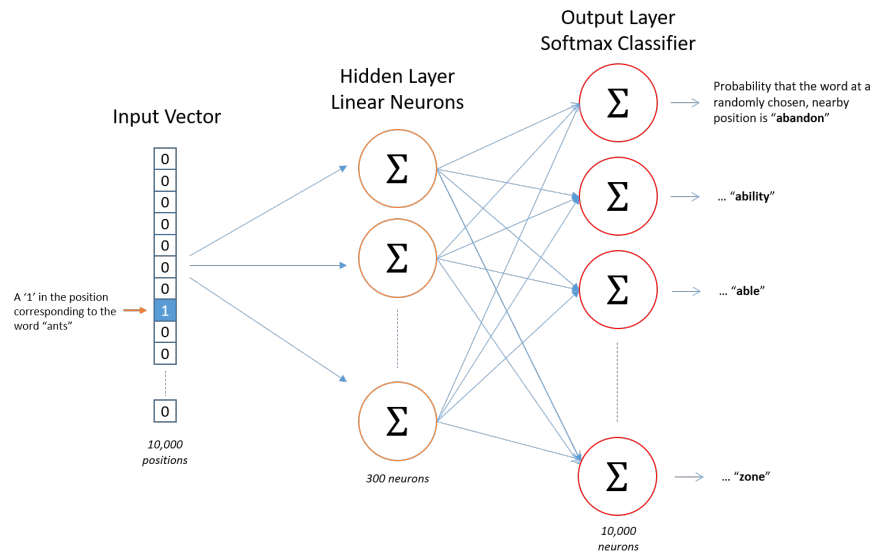 Output Layer
Softmax Classifier
Hidden Layer
Linear Neurons
Input Vector
0
0
0
0
0
0
0
1
0
0
0
A ‘1’ in the position
corresponding to the
word “ants”
10,000
positions
Σ
Σ
Σ
300 neurons
Σ
Σ
Σ
Σ
10,000
neurons
Probability that the word at a
randomly chosen, nearby
position is “abandon”
... “ability”
... “able”
... “zone”